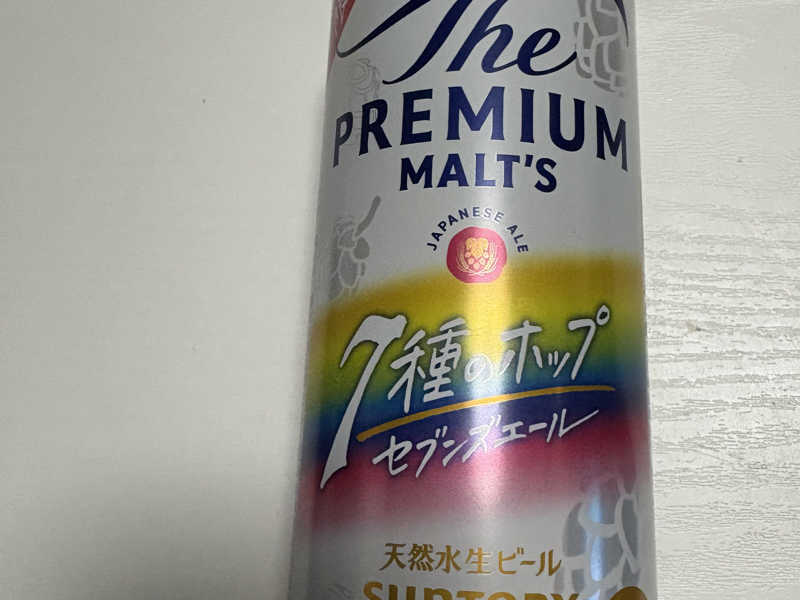 The
PREMIUM
MALT'S
JAPANESE ALE
7種のホップ
セブンズエール
天然水生ビール
SUNTORY